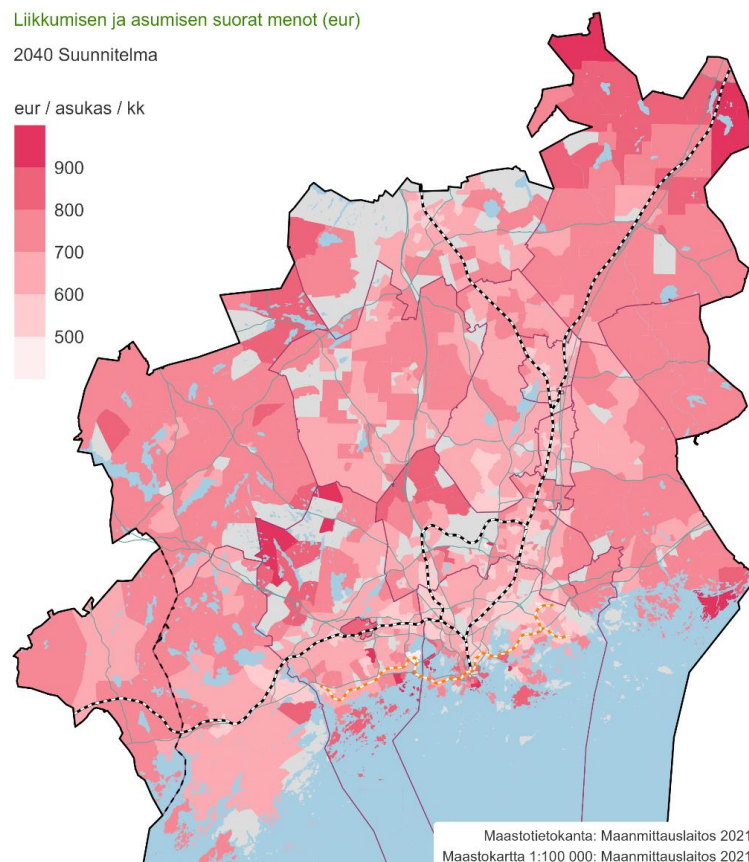 Liikkumisen ja asumisen suorat menot (eur)
2040 Suunnitelma
eur / asukas / kk
900
800
700
600
500
Maastotietokanta: Maanmittauslaitos 2021
Maastokartta 1:100 000: Maanmittauslaitos 2021